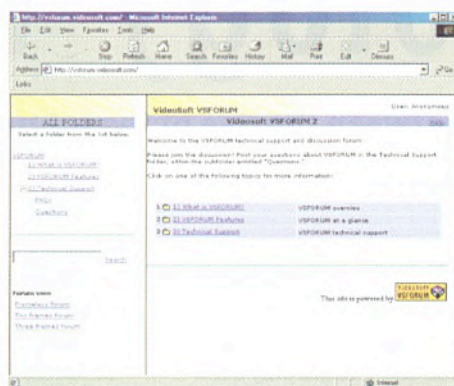 http://vsforum.videosoft.com/ - Microsoft Internet Explorer
File Edit View Favorites Tools Help
Back Stop Refresh Home Search Favorites History Mail Print Edit Discuss
Address http://vsforum.videosoft.com/ Go
Links
ALL FOLDERS
Select a folder from the list below.
VSFORUM
1) What is VSFORUM?
2) VSFORUM Features
3) Technical Support
FAQs
Questions
Search
Forums view
Frameless forum
Two frames forum
Three frames forum
VideoSoft VSFORUM
User: Anonymous
Videosoft VSFORUM 2
Help
Welcome to the VSFORUM technical support and discussion forum
Please join the discussion! Post your questions about VSFORUM in the Technical Support
folder, within the subfolder entitled "Questions."
Click on one of the following topics for more information:
1 1) What is VSFORUM? VSFORUM overview
2 2) VSFORUM Features VSFORUM at a glance
3 3) Technical Support VSFORUM technical support
This site is powered by VIDEOSOFT VSFORUM
Internet